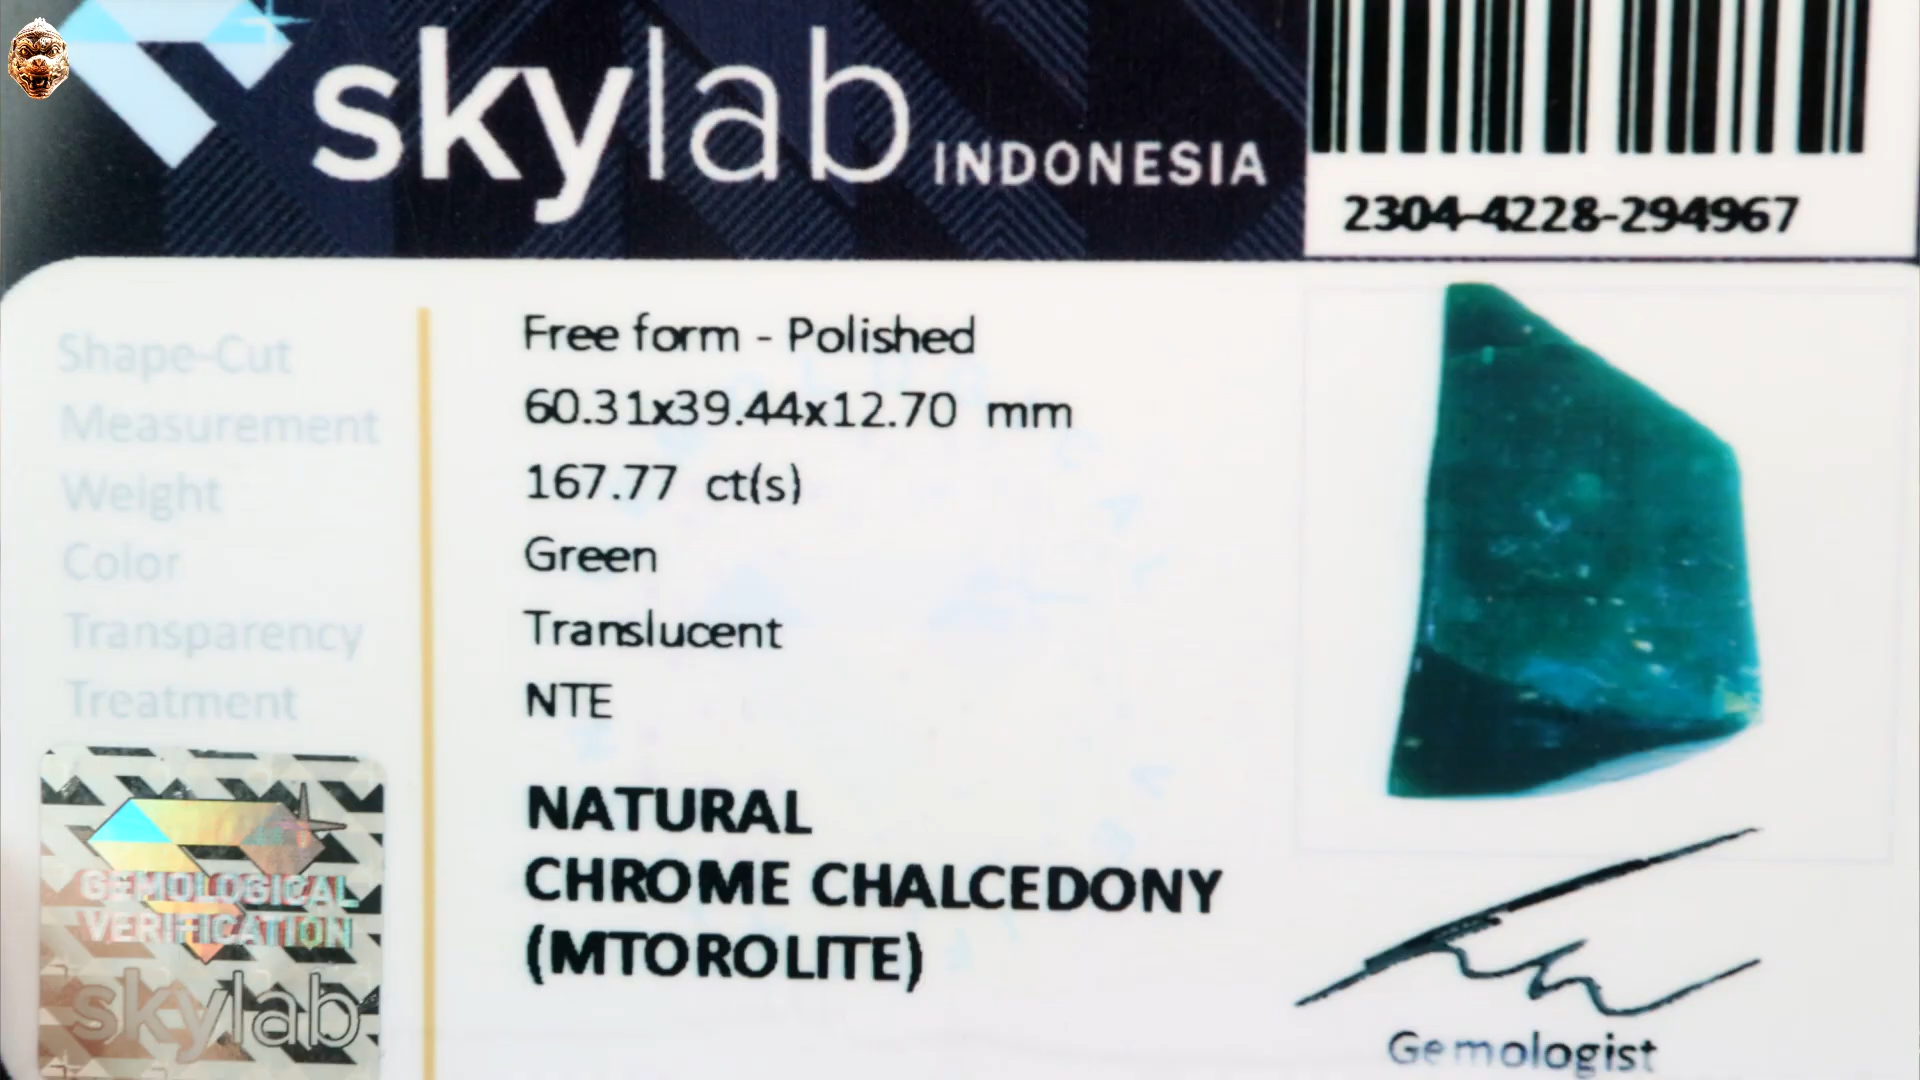 skylab INDONESIA
2304-4228-294967
Shape-Cut Free form - Polished
Measurement 60.31x39.44x12.70 mm
Weight 167.77 ct(s)
Color Green
Transparency Translucent
Treatment NTE
NATURAL
CHROME CHALCEDONY
(MTOROLITE)
GEMOLOGICAL
VERIFICATION
skylab
Gemologist